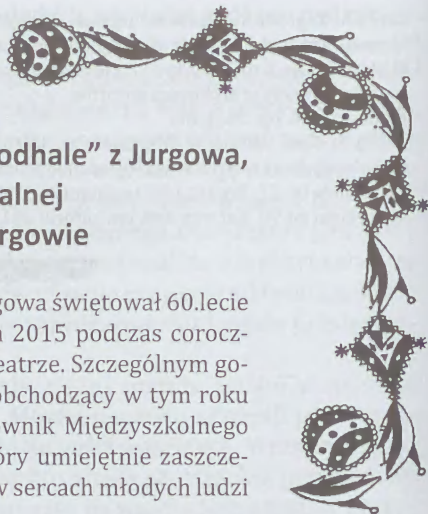 odhale” z Jurgowa,
alnej
rgowie
gowa świętował 60.lecie
a 2015 podczas corocz-
eatrze. Szczególnym go-
obchodzący w tym roku
ownik Międzyszkolnego
óry umiejętnie zaszcze-
w sercach młodych ludzi